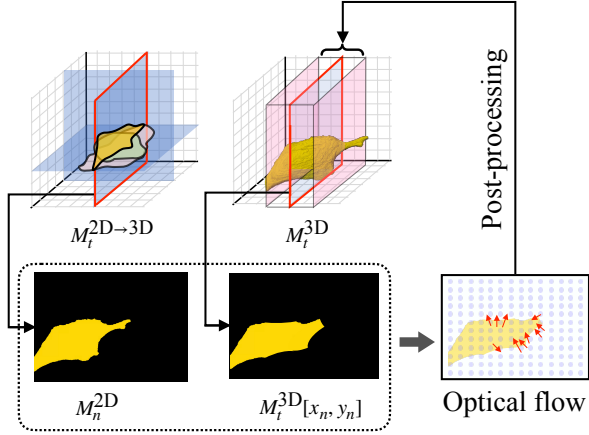 Post-processing
M_t^{2D→3D}
M_t^{3D}
M_n^{2D}
M_t^{3D}[x_n, y_n]
Optical flow